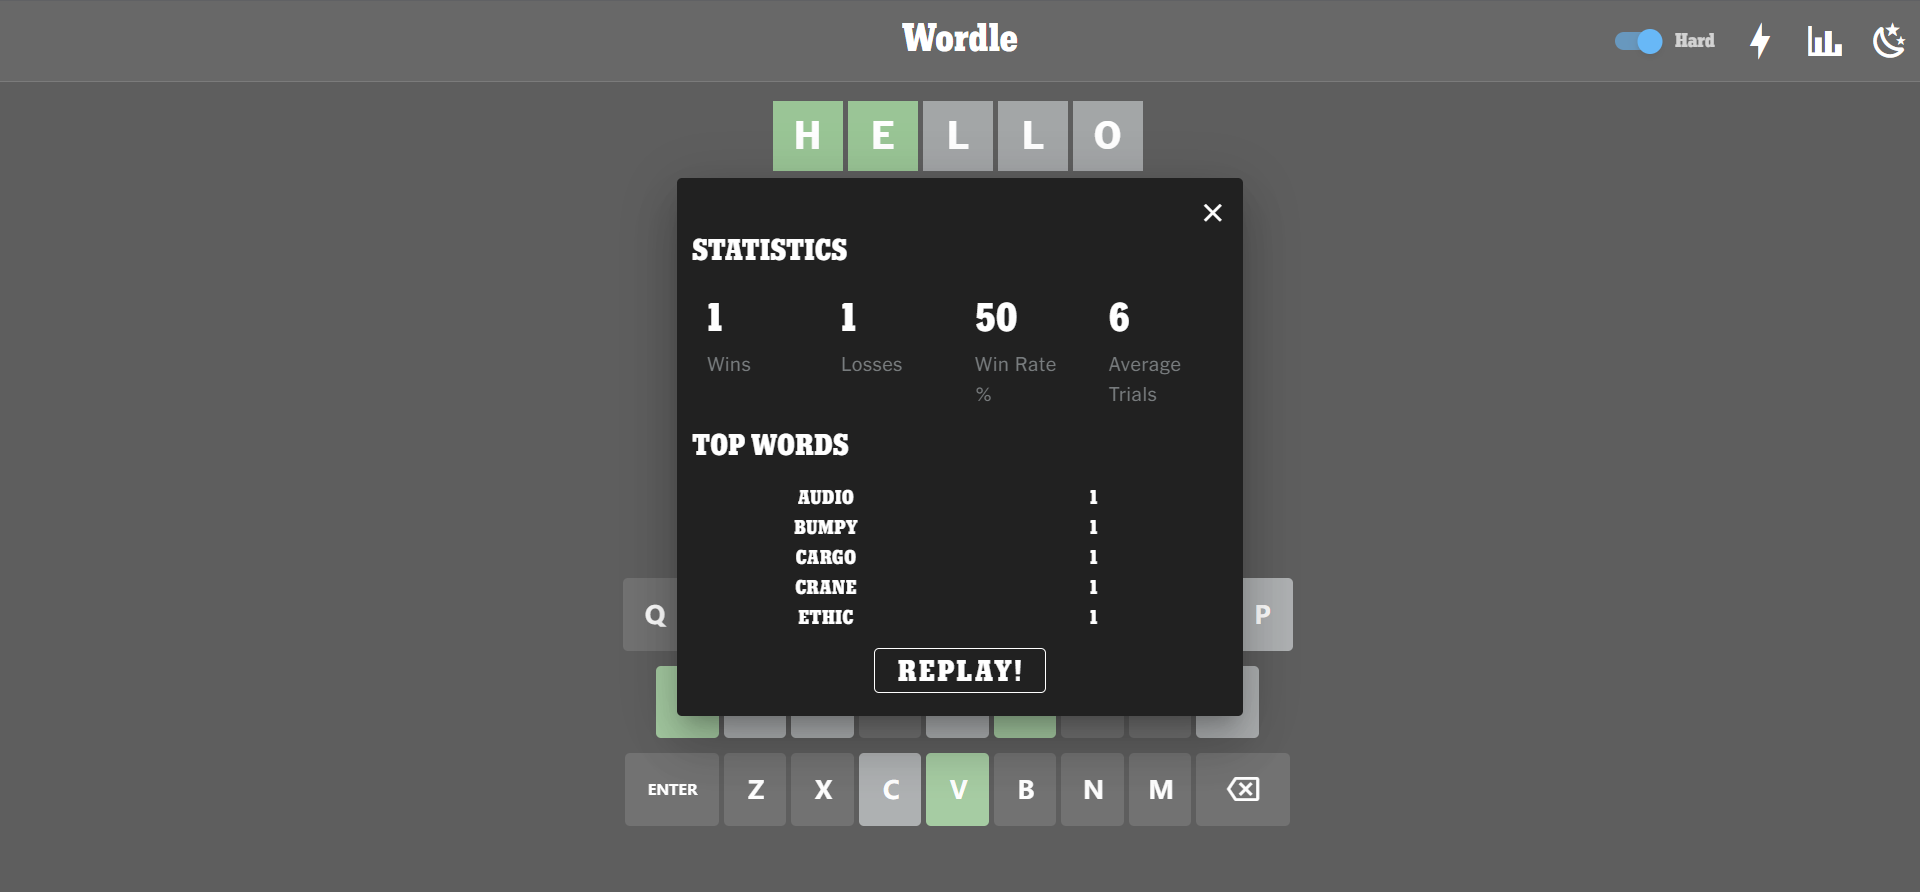 Wordle
Hard
H E L L O
STATISTICS
1 1 50 6
Wins Losses Win Rate % Average Trials
TOP WORDS
AUDIO 1
BUMPY 1
CARGO 1
CRANE 1
ETHIC 1
Q P
REPLAY!
ENTER Z X C V B N M